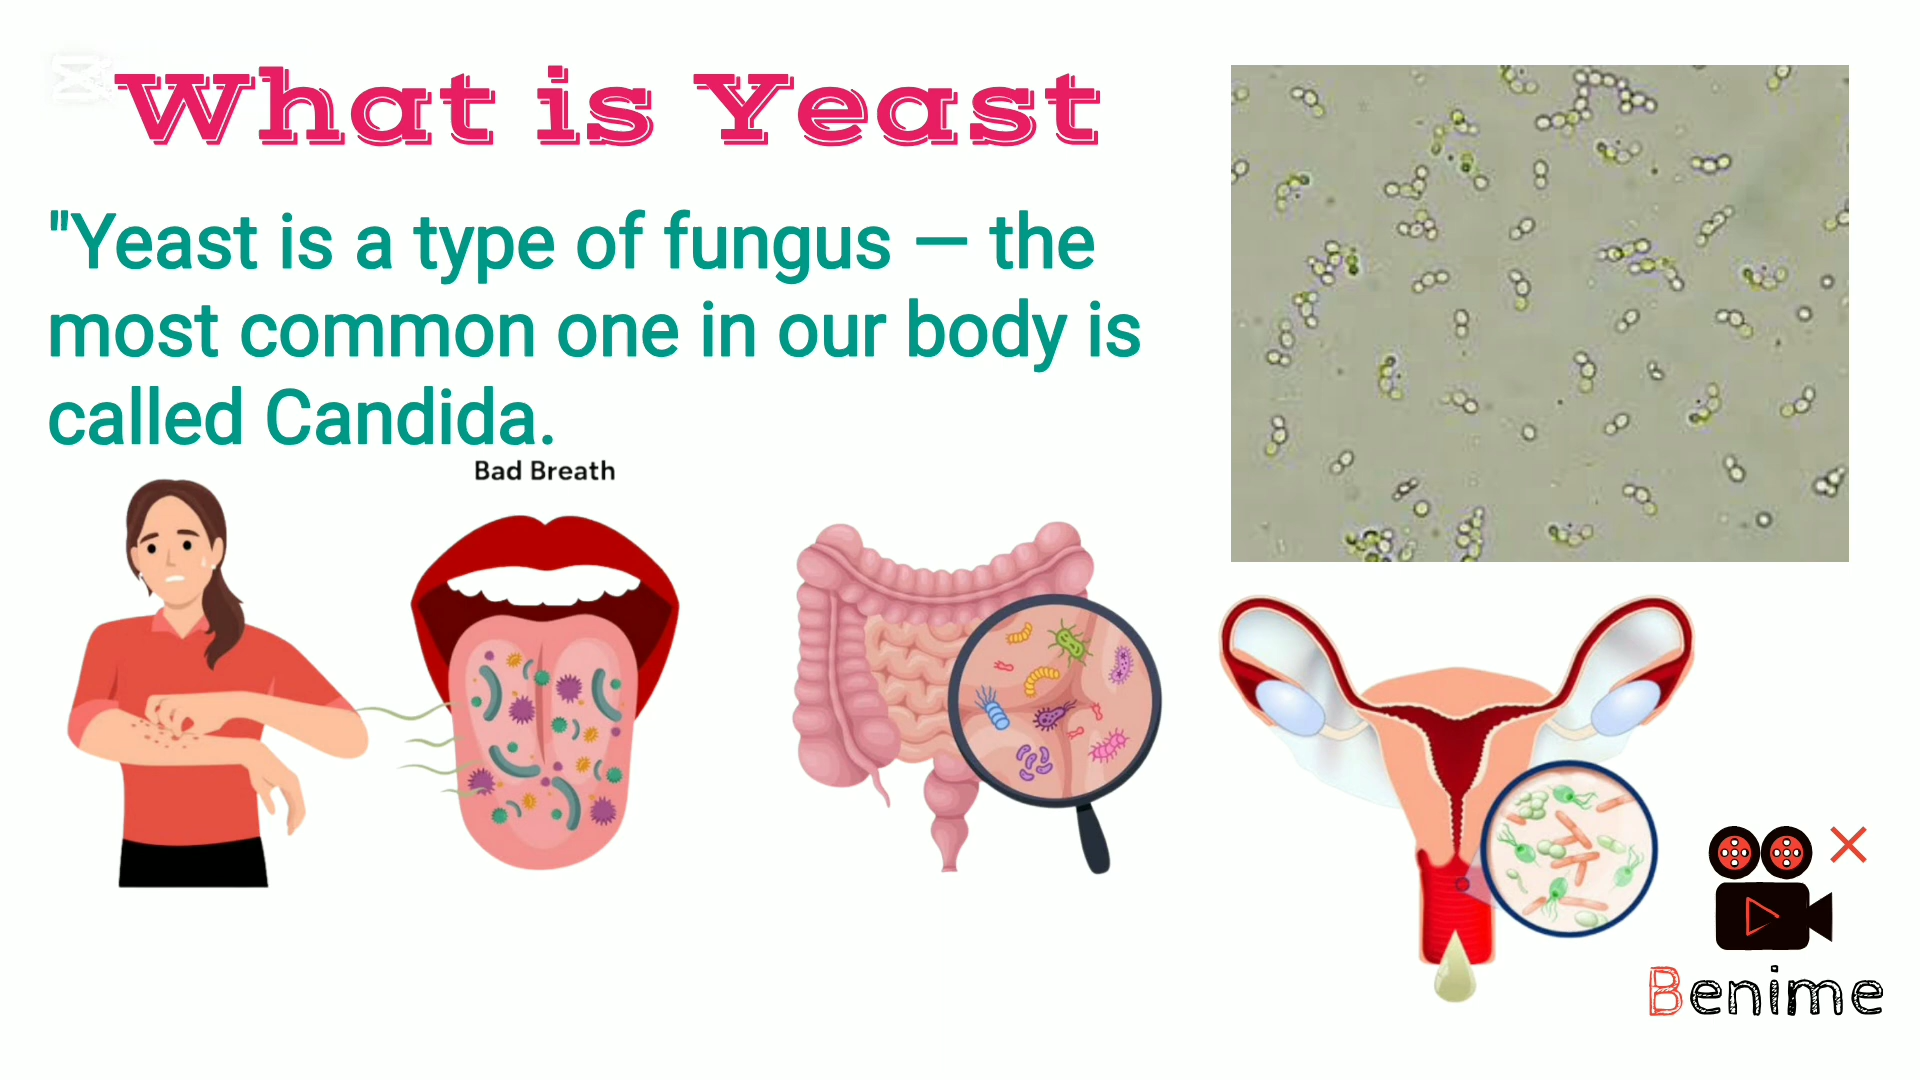 What is Yeast
"Yeast is a type of fungus — the
most common one in our body is
called Candida.
Bad Breath
Benime